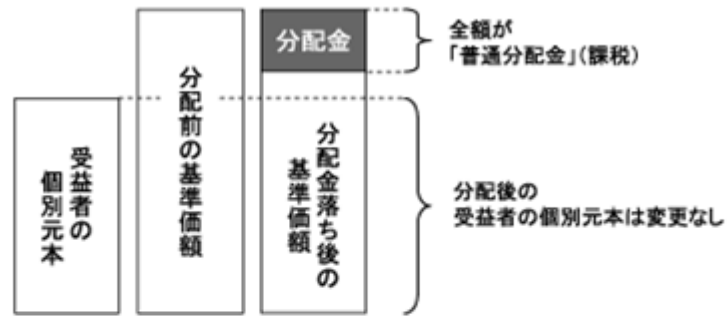 受益者の
個別元本
分配前の基準価額
分配金
分配金落ち後の
基準価額
全額が
「普通分配金」(課税)
分配後の
受益者の個別元本は変更なし